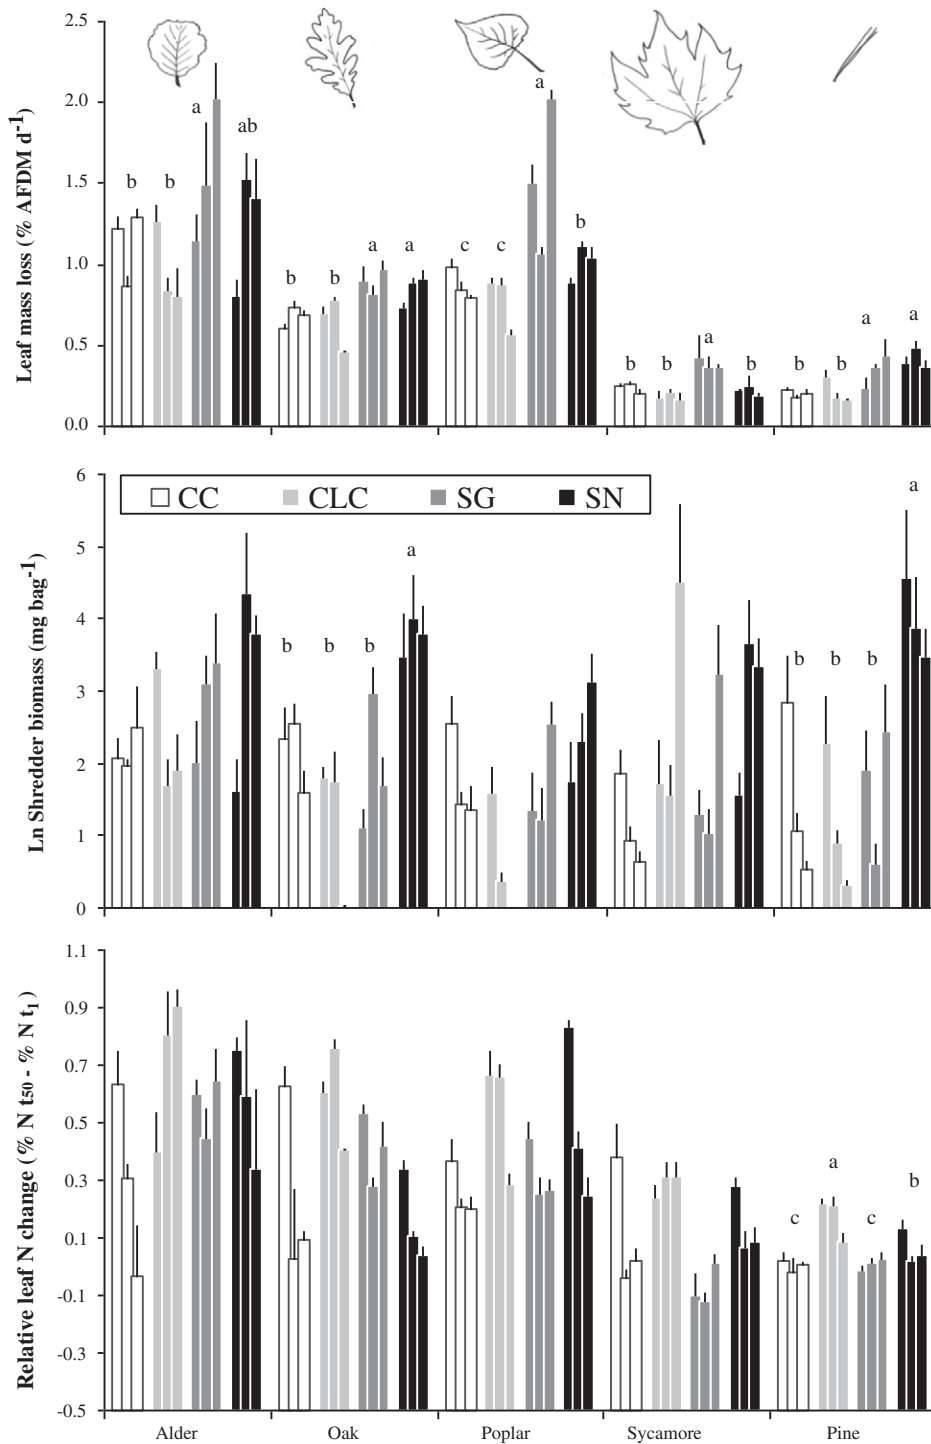 2.5
2.0
1.5
1.0
0.5
0.0
Leaf mass loss (% AFDM d-1)
b b a ab
b b a a
c c a b
b b a b
b b a a
6
5
4
3
2
1
0
Ln Shredder biomass (mg bag-1)
CC CLC SG SN
b b b a
b b b a
1.1
0.9
0.7
0.5
0.3
0.1
-0.1
-0.3
-0.5
Relative leaf N change (% N t50 - % N t1)
c a c b
Alder Oak Poplar Sycamore Pine